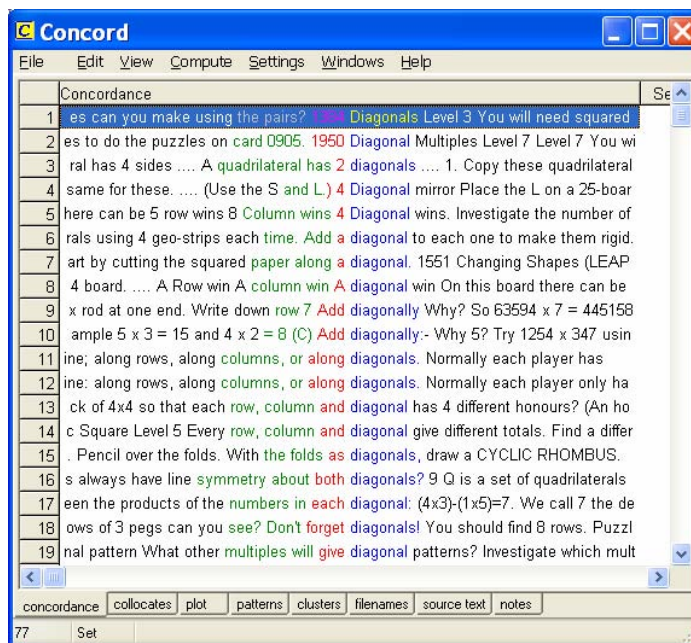 C Concord
File Edit View Compute Settings Windows Help
Concordance Se
1 es can you make using the pairs? Diagonals Level 3 You will need squared
2 es to do the puzzles on card 0905. 1950 Diagonal Multiples Level 7 Level 7 You wi
3 ral has 4 sides .... A quadrilateral has 2 diagonals .... 1. Copy these quadrilateral
4 same for these. .... (Use the S and L.) 4 Diagonal mirror Place the L on a 25-boar
5 here can be 5 row wins 8 Column wins 4 Diagonal wins. Investigate the number of
6 rals using 4 geo-strips each time. Add a diagonal to each one to make them rigid.
7 art by cutting the squared paper along a diagonal. 1551 Changing Shapes (LEAP
8 4 board. .... A Row win A column win A diagonal win On this board there can be
9 x rod at one end. Write down row 7 Add diagonally Why? So 63594 x 7 = 445158
10 ample 5 x 3 = 15 and 4 x 2 = 8 (C) Add diagonally:- Why 5? Try 1254 x 347 usin
11 ine; along rows, along columns, or along diagonals. Normally each player has
12 ine: along rows, along columns, or along diagonals. Normally each player only ha
13 ck of 4x4 so that each row, column and diagonal has 4 different honours? (An ho
14 c Square Level 5 Every row, column and diagonal give different totals. Find a differ
15 . Pencil over the folds. With the folds as diagonals, draw a CYCLIC RHOMBUS.
16 s always have line symmetry about both diagonals? 9 Q is a set of quadrilaterals
17 een the products of the numbers in each diagonal: (4x3)-(1x5)=7. We call 7 the de
18 ows of 3 pegs can you see? Don't forget diagonals! You should find 8 rows. Puzzl
19 nal pattern What other multiples will give diagonal patterns? Investigate which mult
concordance collocates plot patterns clusters filenames source text notes
77 Set